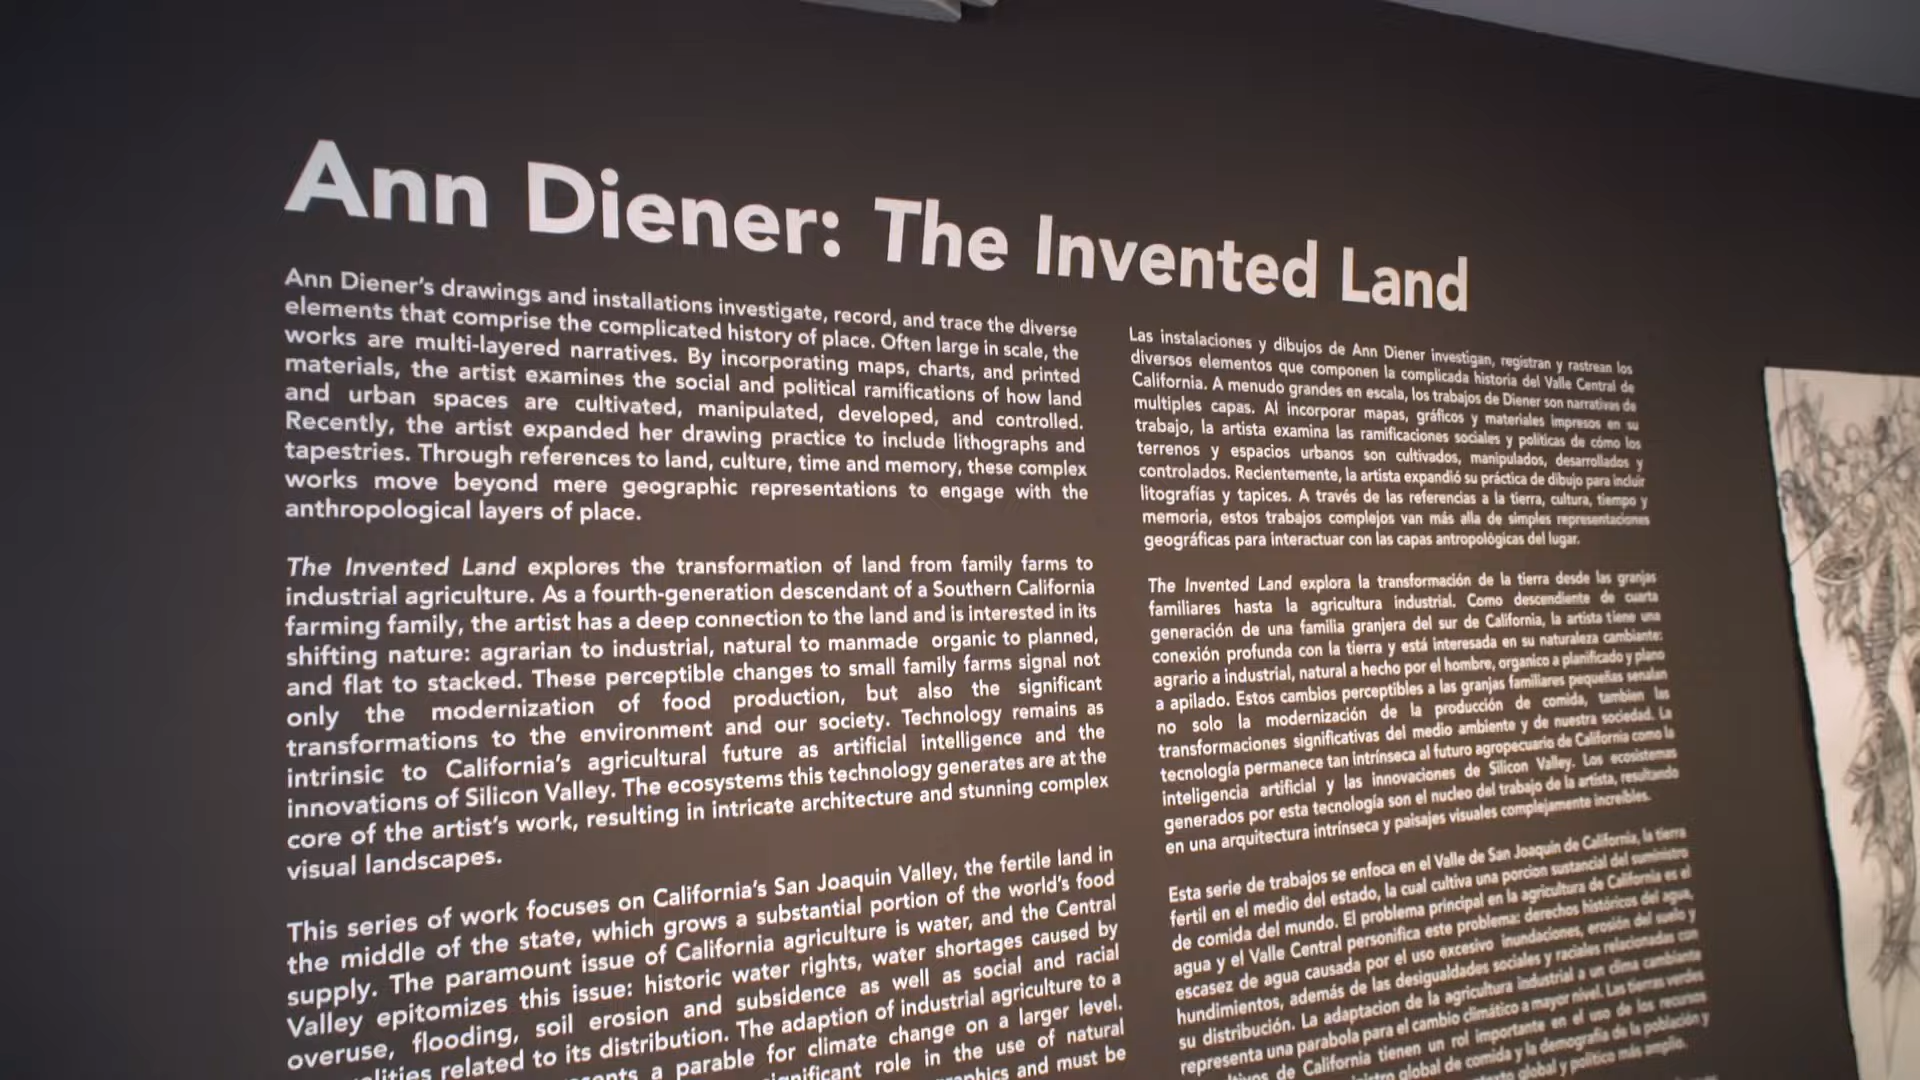 Ann Diener: The Invented Land
Ann Diener's drawings and installations investigate, record, and trace the diverse
elements that comprise the complicated history of place. Often large in scale, the
works are multi-layered narratives. By incorporating maps, charts, and printed
materials, the artist examines the social and political ramifications of how land
and urban spaces are cultivated, manipulated, developed, and controlled.
Recently, the artist expanded her drawing practice to include lithographs and
tapestries. Through references to land, culture, time and memory, these complex
works move beyond mere geographic representations to engage with the
anthropological layers of place.
The Invented Land explores the transformation of land from family farms to
industrial agriculture. As a fourth-generation descendant of a Southern California
farming family, the artist has a deep connection to the land and is interested in its
shifting nature: agrarian to industrial, natural to manmade organic to planned,
and flat to stacked. These perceptible changes to small family farms signal not
only the modernization of food production, but also the significant
transformations to the environment and our society. Technology remains as
intrinsic to California's agricultural future as artificial intelligence and the
innovations of Silicon Valley. The ecosystems this technology generates are at the
core of the artist's work, resulting in intricate architecture and stunning complex
visual landscapes.
This series of work focuses on California's San Joaquin Valley, the fertile land in
the middle of the state, which grows a substantial portion of the world's food
supply. The paramount issue of California agriculture is water, and the Central
Valley epitomizes this issue: historic water rights, water shortages caused by
overuse, flooding, soil erosion and subsidence as well as social and racial
related to its distribution. The adaption of industrial agriculture to a
a parable for climate change on a larger level.
role in the use of natural
and must be
Las instalaciones y dibujos de Ann Diener investigan, registran y rastrean los
diversos elementos que componen la complicada historia del Valle Central de
California. A menudo grandes en escala, los trabajos de Diener son narrativas de
multiples capas. Al incorporar mapas, gráficos y materiales impresos en su
trabajo, la artista examina las ramificaciones sociales y políticas de cómo los
terrenos y espacios urbanos son cultivados, manipulados, desarrollados y
controlados. Recientemente, la artista expandió su práctica de dibujo para incluir
litografías y tapices. A través de las referencias a la tierra, cultura, tiempo y
memoria, estos trabajos complejos van más alla de simples representaciones
geográficas para interactuar con las capas antropológicas del lugar.
The Invented Land explora la transformación de la tierra desde las granjas
familiares hasta la agricultura industrial. Como descendiente de cuarta
generación de una familia granjera del sur de California, la artista tiene una
conexión profunda con la tierra y está interesada en su naturaleza cambiante:
agrario a industrial, natural a hecho por el hombre, organico a planificado y plano
a apilado. Estos cambios perceptibles a las granjas familiares pequeñas senalan
no solo la modernización de la producción de comida, tambien las
transformaciones significativas del medio ambiente y de nuestra sociedad. La
tecnología permanece tan intrínseca al futuro agropecuario de California como la
inteligencia artificial y las innovaciones de Silicon Valley. Los ecosistemas
generados por esta tecnología son el nucleo del trabajo de la artista, resultando
en una arquitectura intrínseca y paisajes visuales complejamente increíbles.
Esta serie de trabajos se enfoca en el Valle de San Joaquin de California, la tierra
fertil en el medio del estado, la cual cultiva una porcion sustancial del suministro
de comida del mundo. El problema principal en la agricultura de California es el
agua y el Valle Central personifica este problema: derechos históricos del agua,
escasez de agua causada por el uso excesivo inundaciones, erosión del suelo y
hundimientos, además de las desigualdades sociales y raciales relacionadas con
su distribución. La adaptacion de la agricultura industrial a un clima cambiante
representa una parábola para el cambio climático a mayor nivel. Las tierras verdes
de California tienen un rol importante en el uso de los recursos
global de comida y la demografía de la población y
global y política más amplio.